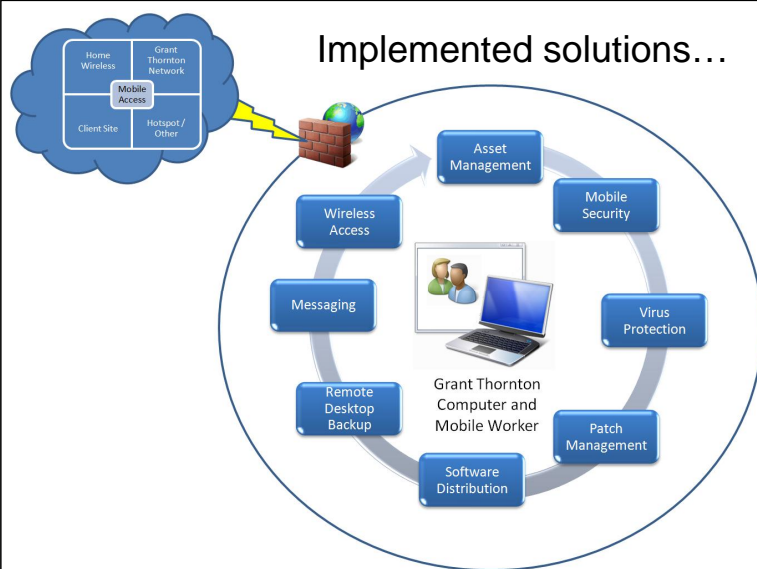 Implemented solutions…
Home
Wireless
Grant
Thornton
Network
Mobile
Access
Client Site
Hotspot /
Other
Asset
Management
Mobile
Security
Virus
Protection
Patch
Management
Software
Distribution
Remote
Desktop
Backup
Messaging
Wireless
Access
Grant Thornton
Computer and
Mobile Worker